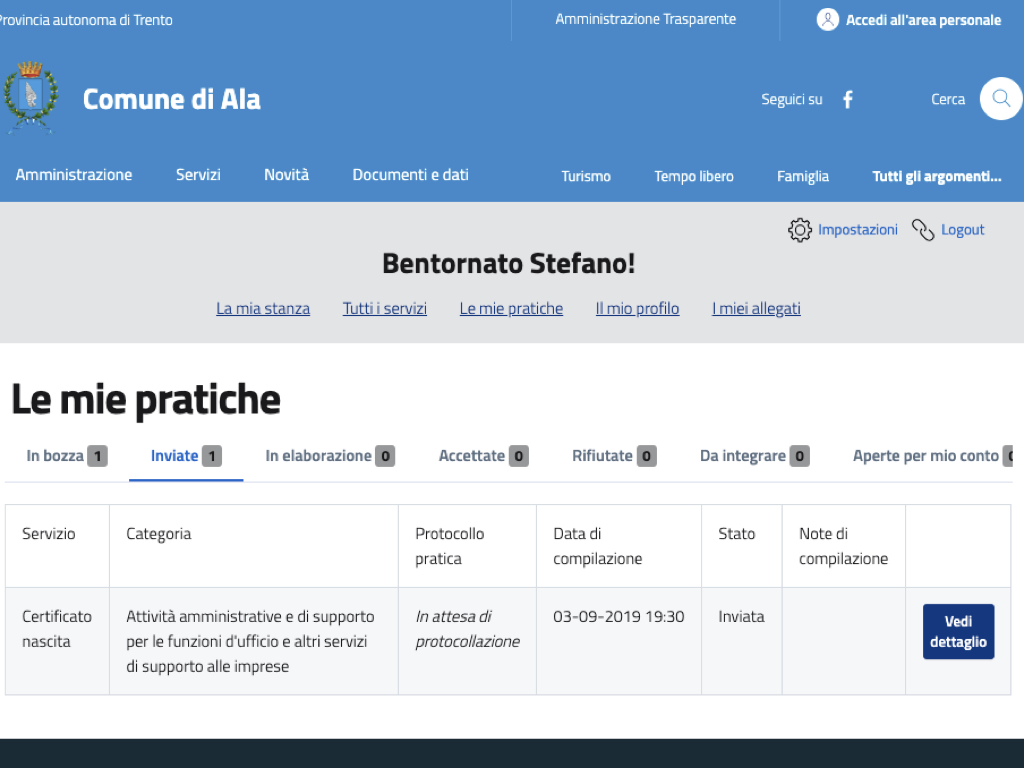 Provincia autonoma di Trento
Amministrazione Trasparente
Accedi all'area personale
Comune di Ala
Seguici su
Cerca
Amministrazione
Servizi
Novità
Documenti e dati
Turismo
Tempo libero
Famiglia
Tutti gli argomenti...
Impostazioni
Logout
Bentornato Stefano!
La mia stanza
Tutti i servizi
Le mie pratiche
Il mio profilo
I miei allegati
Le mie pratiche
In bozza 1
Inviate 1
In elaborazione 0
Accettate 0
Rifiutate 0
Da integrare 0
Aperte per mio conto 0
Servizio
Categoria
Protocollo
pratica
Data di
compilazione
Stato
Note di
compilazione
Certificato
nascita
Attività amministrative e di supporto
per le funzioni d'ufficio e altri servizi
di supporto alle imprese
In attesa di
protocollazione
03-09-2019 19:30
Inviata
Vedi
dettaglio